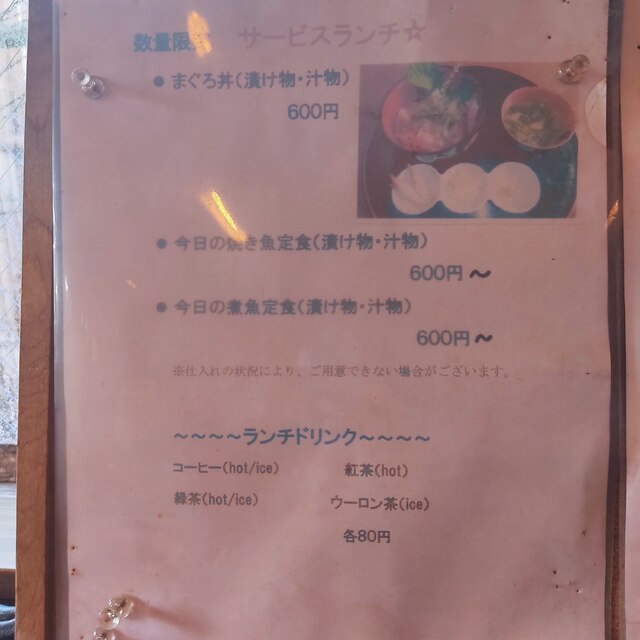 数量限 サービスランチ☆
● まぐろ丼（漬け物・汁物）
600円
● 今日の焼き魚定食（漬け物・汁物）
600円 ～
● 今日の煮魚定食（漬け物・汁物）
600円 ～
※仕入れの状況により、ご用意できない場合がございます。
～～～～ランチドリンク～～～～
コーヒー(hot/ice) 紅茶(hot)
緑茶(hot/ice) ウーロン茶(ice)
各80円